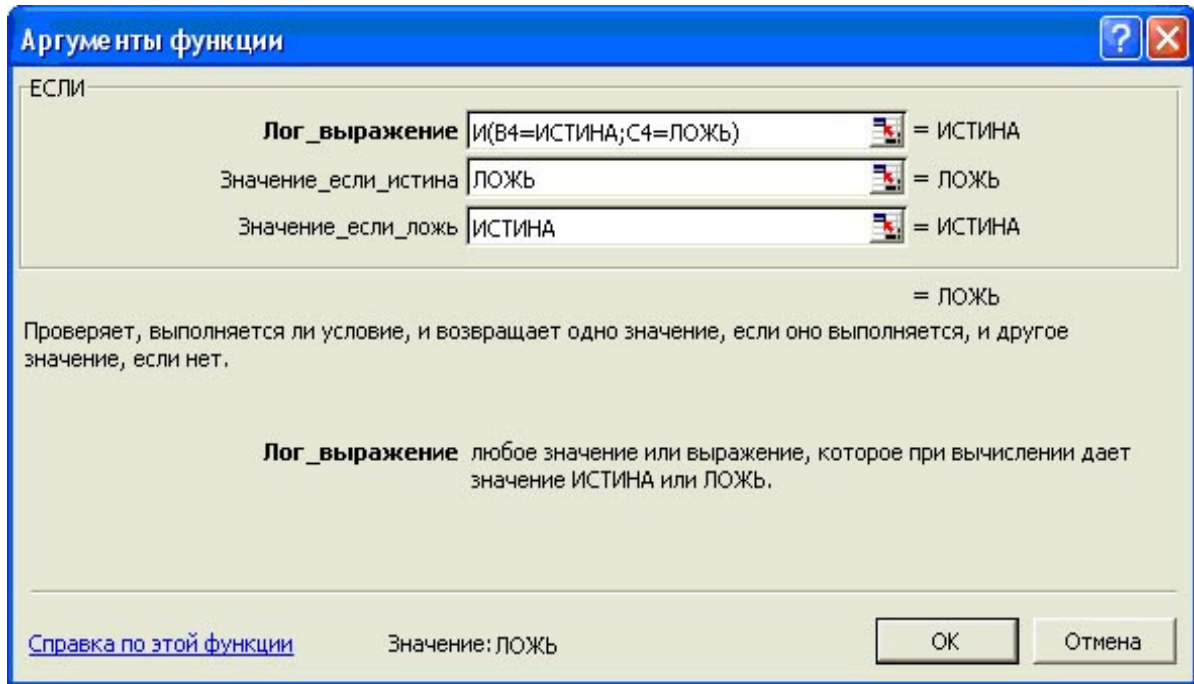 Аргументы функции
ЕСЛИ
Лог_выражение И(B4=ИСТИНА;C4=ЛОЖЬ) = ИСТИНА
Значение_если_истина ЛОЖЬ = ЛОЖЬ
Значение_если_ложь ИСТИНА = ИСТИНА
= ЛОЖЬ
Проверяет, выполняется ли условие, и возвращает одно значение, если оно выполняется, и другое
значение, если нет.
Лог_выражение любое значение или выражение, которое при вычислении дает
значение ИСТИНА или ЛОЖЬ.
Справка по этой функции Значение: ЛОЖЬ OK Отмена